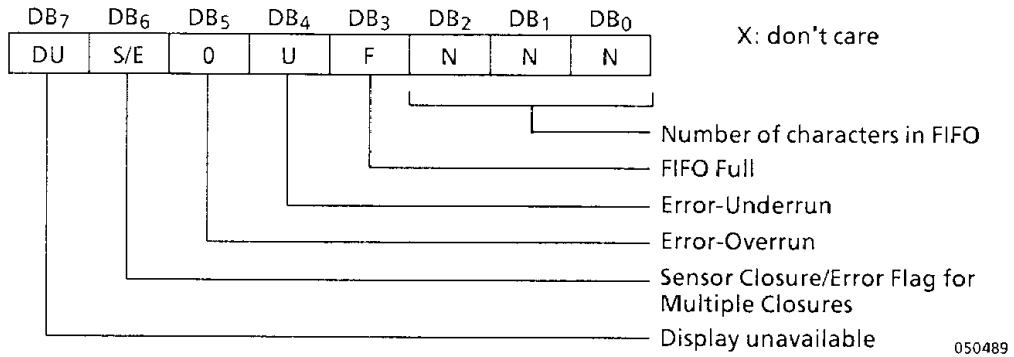 DB7 DB6 DB5 DB4 DB3 DB2 DB1 DB0
X: don't care
DU S/E 0 U F N N N
Number of characters in FIFO
FIFO Full
Error-Underrun
Error-Overrun
Sensor Closure/Error Flag for
Multiple Closures
Display unavailable
050489